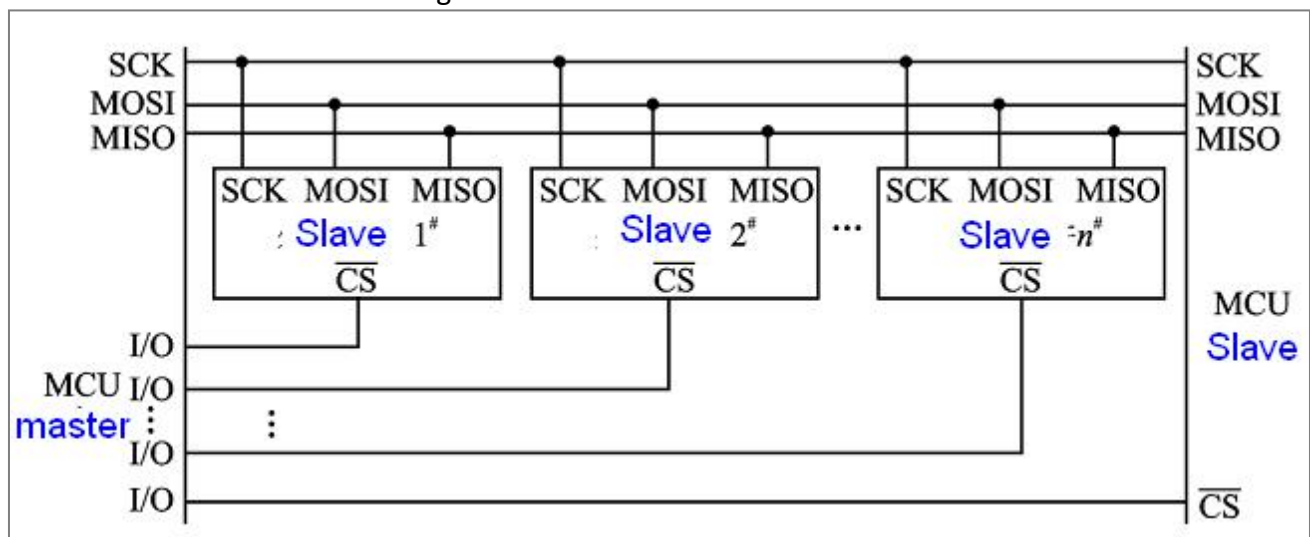 SCK SCK
MOSI MOSI
MISO MISO
SCK MOSI MISO SCK MOSI MISO SCK MOSI MISO
Slave 1# Slave 2# ... Slave n#
CS CS CS
MCU
I/O Slave
MCU I/O
master ⋮ ⋮
I/O
I/O CS